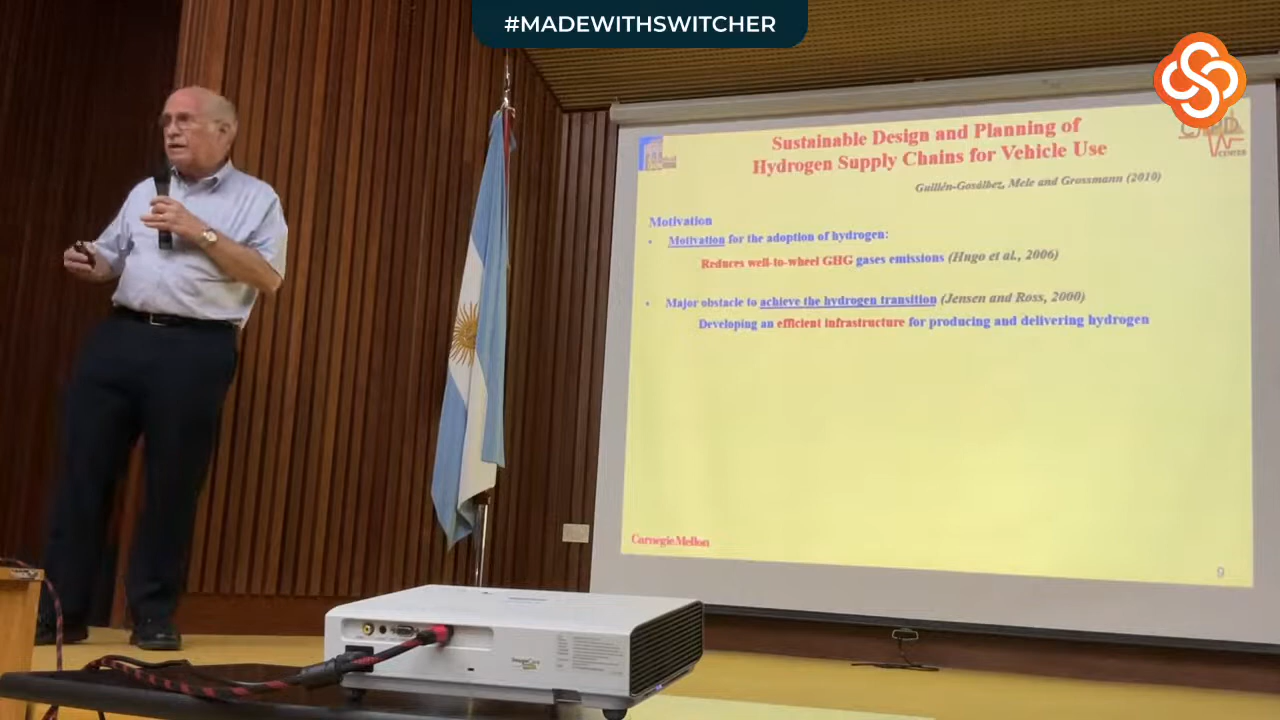 #MADEWITHSWITCHER
Sustainable Design and Planning of
Hydrogen Supply Chains for Vehicle Use
CAPD
CENTER
Guillén-Gosálbez, Mele and Grossmann (2010)
Motivation
• Motivation for the adoption of hydrogen:
Reduces well-to-wheel GHG gases emissions (Hugo et al., 2006)
• Major obstacle to achieve the hydrogen transition (Jensen and Ross, 2000)
Developing an efficient infrastructure for producing and delivering hydrogen
Carnegie Mellon
9